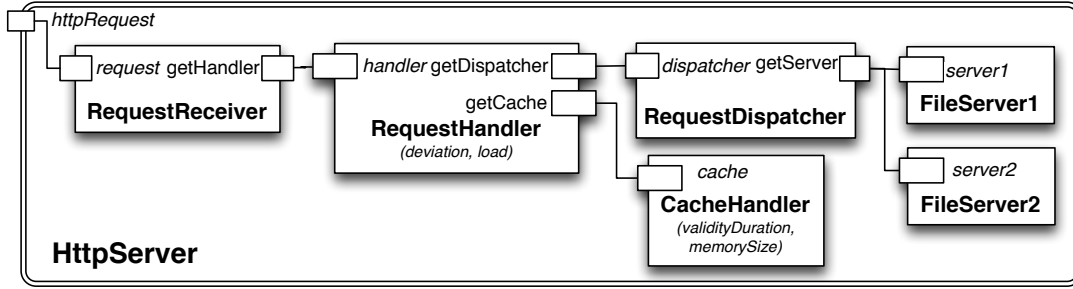 httpRequest
request getHandler
RequestReceiver
handler getDispatcher
getCache
RequestHandler
(deviation, load)
dispatcher getServer
RequestDispatcher
server1
FileServer1
cache
CacheHandler
(validityDuration,
memorySize)
server2
FileServer2
HttpServer